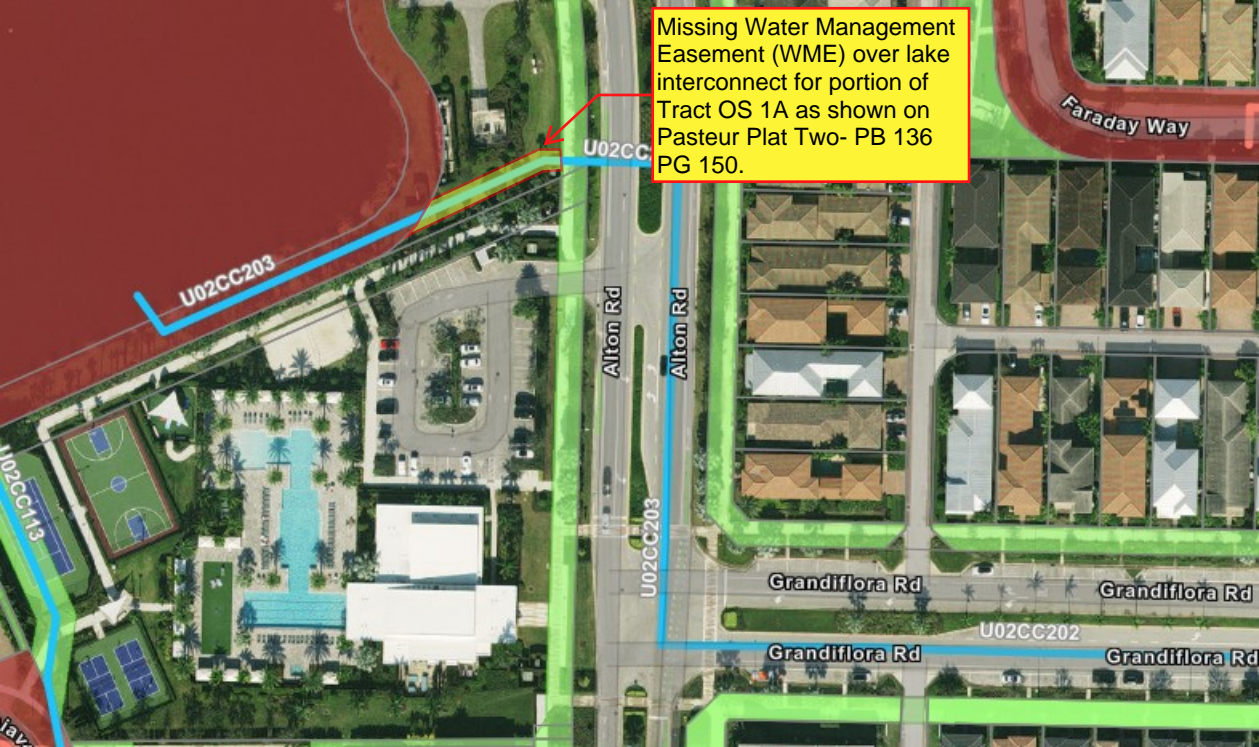 Missing Water Management
Easement (WME) over lake
interconnect for portion of
Tract OS 1A as shown on
Pasteur Plat Two- PB 136
PG 150.
Faraday Way
U02CC
U02CC203
Alton Rd
Alton Rd
U02CC113
U02CC203
Grandiflora Rd
Grandiflora Rd
U02CC202
Grandiflora Rd
Grandiflora Rd